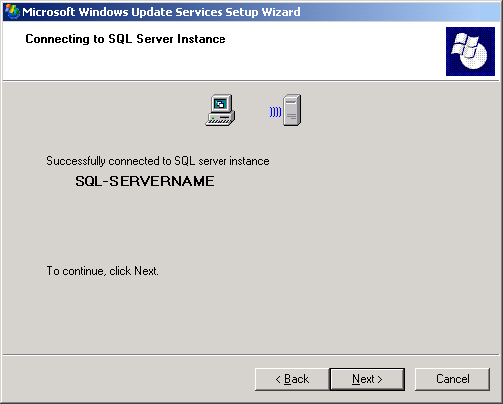 Microsoft Windows Update Services Setup Wizard
Connecting to SQL Server Instance
Successfully connected to SQL server instance
SQL-SERVERNAME
To continue, click Next.
< Back
Next >
Cancel